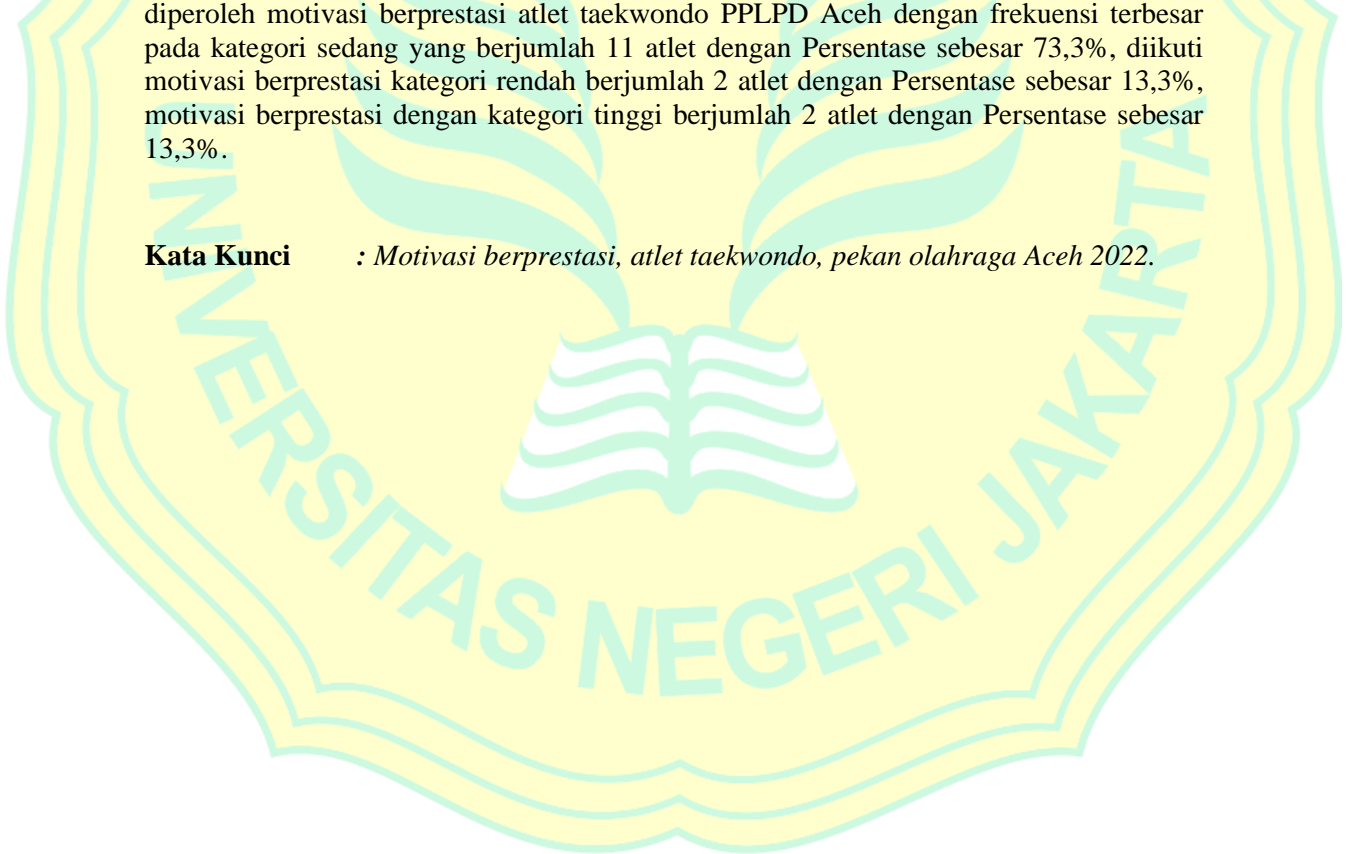 diperoleh motivasi berprestasi atlet taekwondo PPLPD Aceh dengan frekuensi terbesar
pada kategori sedang yang berjumlah 11 atlet dengan Persentase sebesar 73,3%, diikuti
motivasi berprestasi kategori rendah berjumlah 2 atlet dengan Persentase sebesar 13,3%,
motivasi berprestasi dengan kategori tinggi berjumlah 2 atlet dengan Persentase sebesar
13,3%.
Kata Kunci : Motivasi berprestasi, atlet taekwondo, pekan olahraga Aceh 2022.
UNIVERSITAS NEGERI JAKARTA